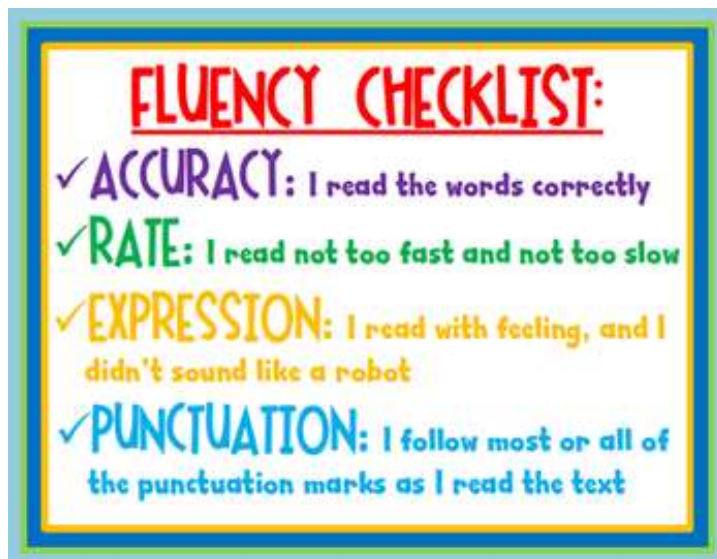 FLUENCY CHECKLIST:
✓ACCURACY: I read the words correctly
✓RATE: I read not too fast and not too slow
✓EXPRESSION: I read with feeling, and I
didn't sound like a robot
✓PUNCTUATION: I follow most or all of
the punctuation marks as I read the text